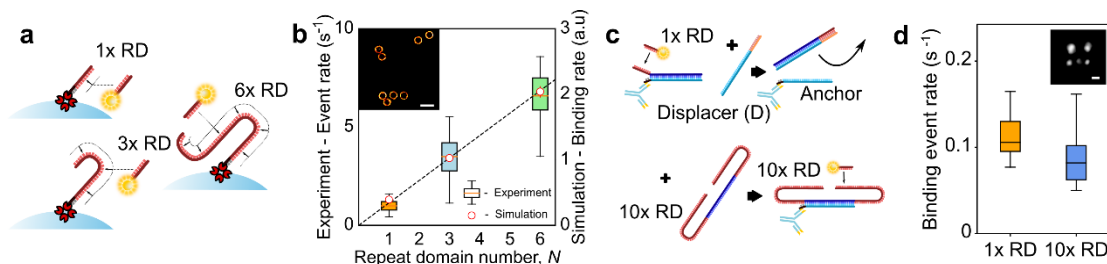 a
1x RD
6x RD
3x RD
b
Experiment - Event rate (s⁻¹)
10
5
0
1 2 3 4 5 6
Repeat domain number, N
- Experiment
- Simulation
3
2
1
0
Simulation - Binding rate (a.u)
c
1x RD
+
Displacer (D)
Anchor
+
10x RD
10x RD
d
Binding event rate (s⁻¹)
0.2
0.1
0.0
1x RD 10x RD